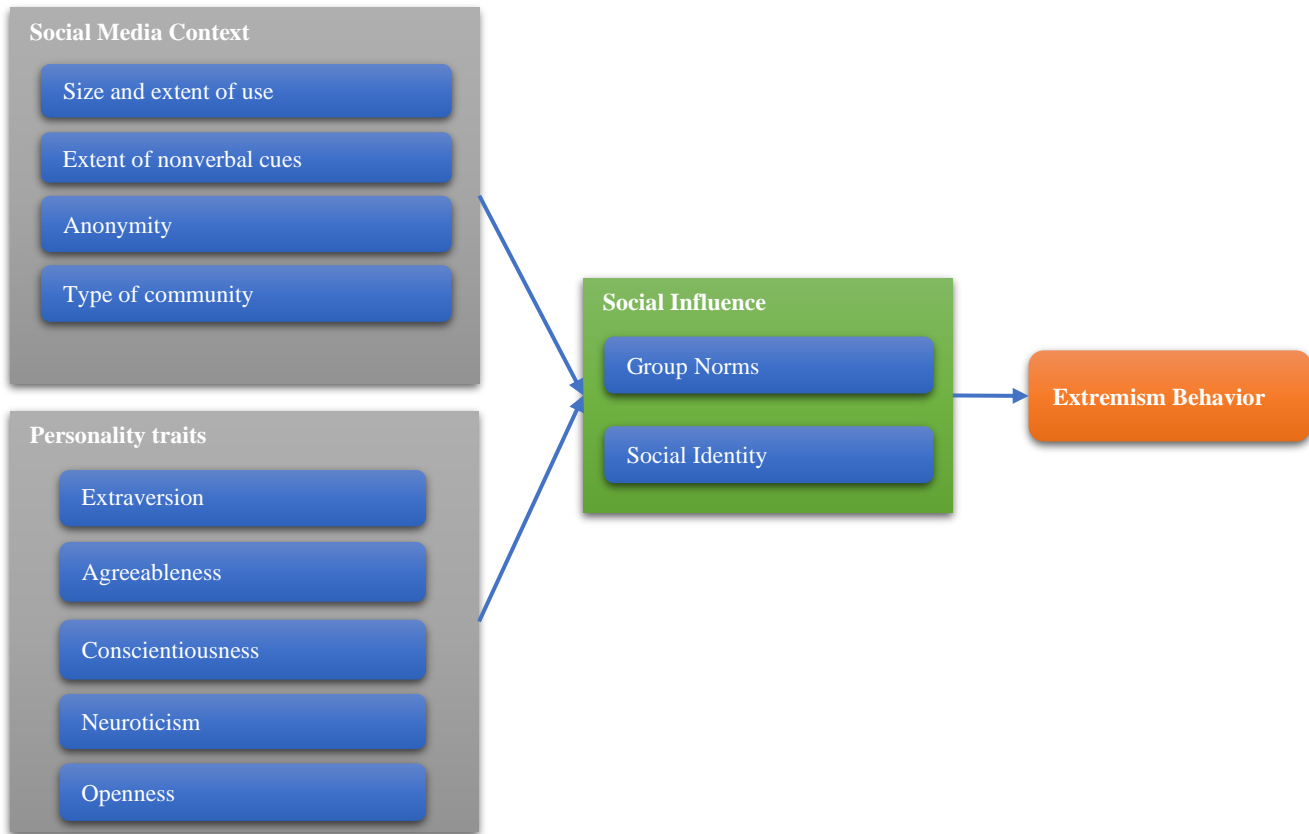 Social Media Context
Size and extent of use
Extent of nonverbal cues
Anonymity
Type of community
Personality traits
Extraversion
Agreeableness
Conscientiousness
Neuroticism
Openness
Social Influence
Group Norms
Social Identity
Extremism Behavior